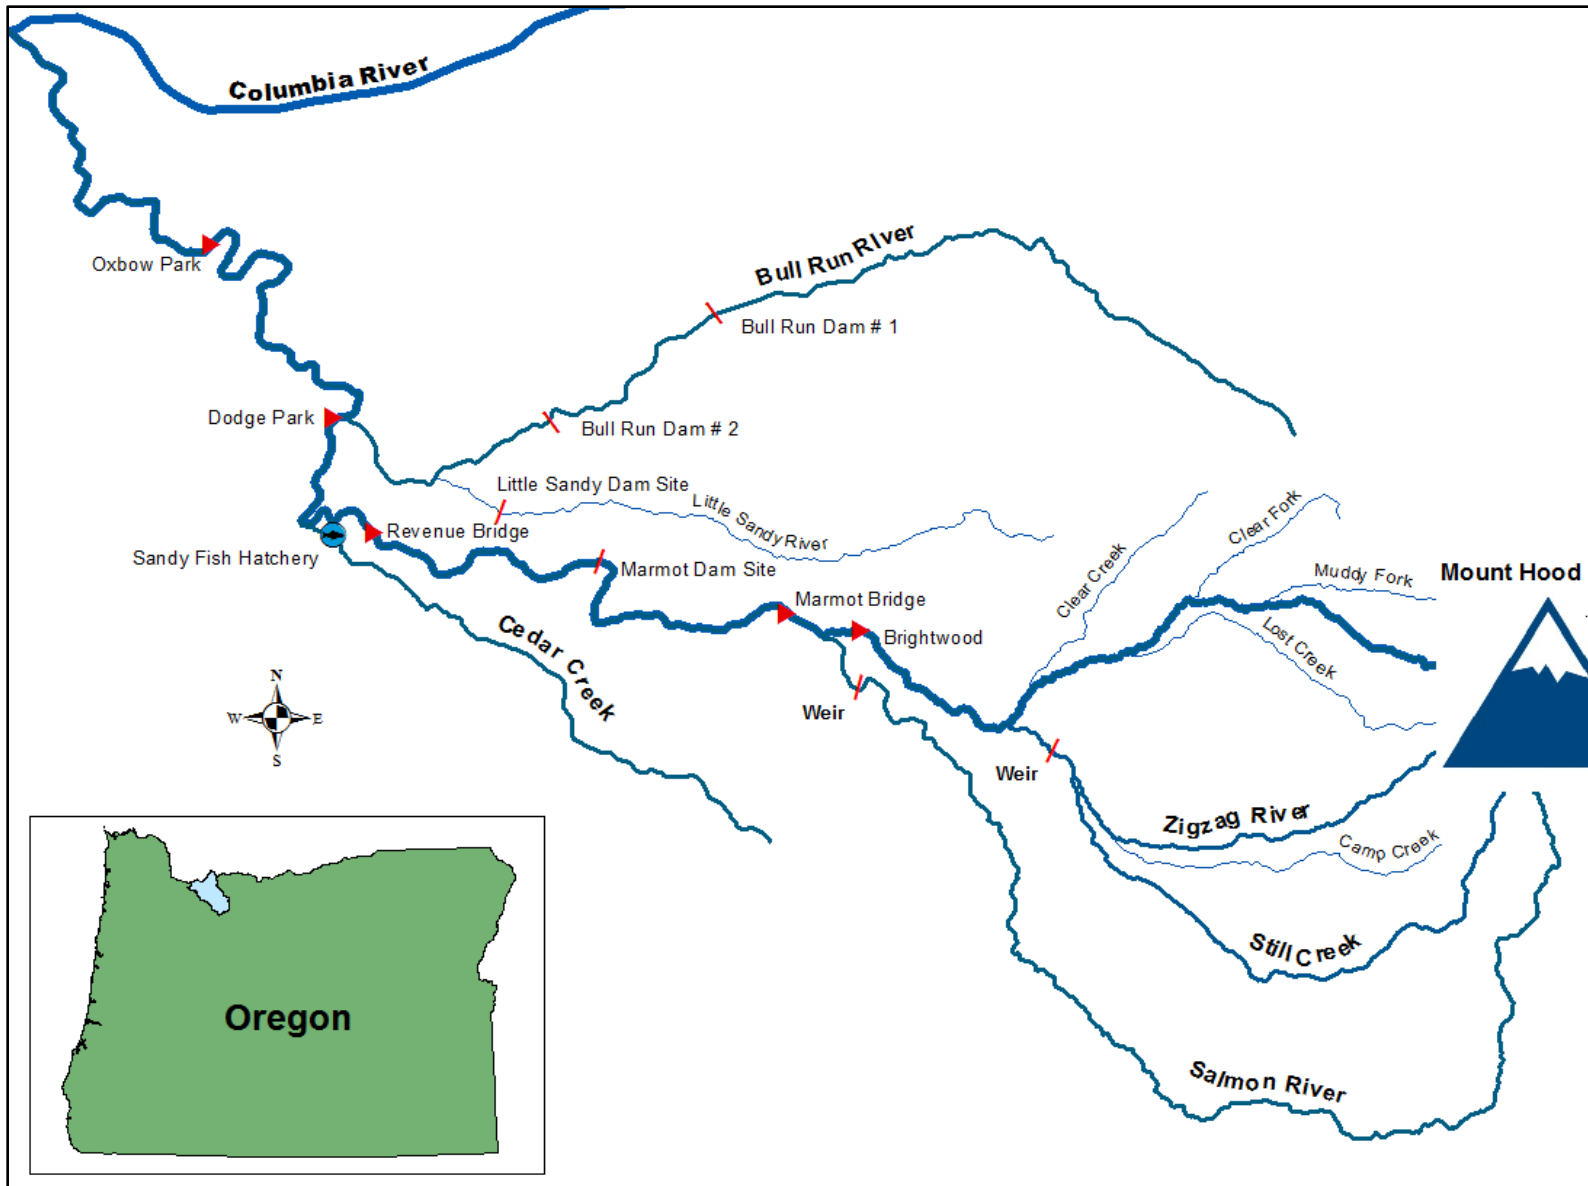 Columbia River
Oxbow Park
Bull Run RIver
Bull Run Dam # 1
Dodge Park
Bull Run Dam # 2
Little Sandy Dam Site
Little Sandy River
Clear Fork
Clear Creek
Revenue Bridge
Sandy Fish Hatchery
Marmot Dam Site
Muddy Fork
Mount Hood
Marmot Bridge
Brightwood
Lost Creek
Cedar Creek
N
W
E
S
Weir
Weir
Zigzag River
Camp Creek
Still Creek
Oregon
Salmon River